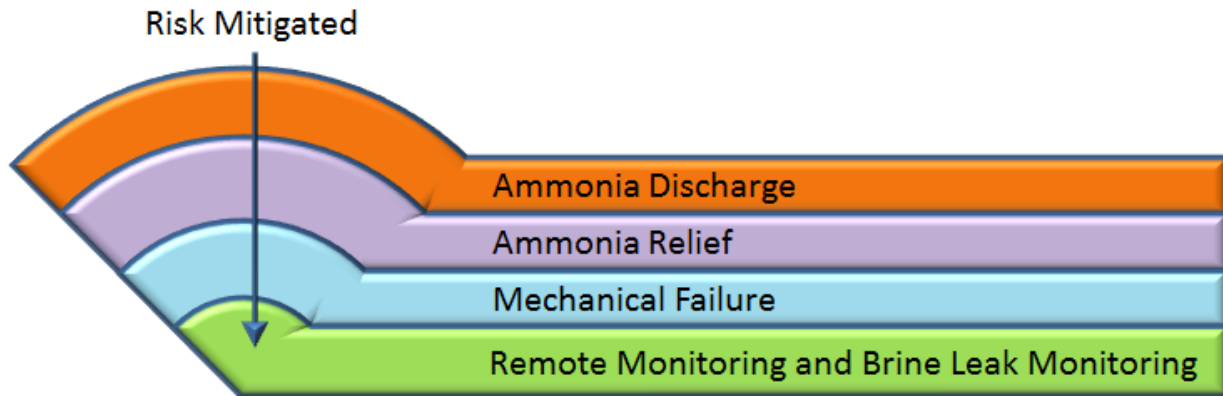 Risk Mitigated
Ammonia Discharge
Ammonia Relief
Mechanical Failure
Remote Monitoring and Brine Leak Monitoring